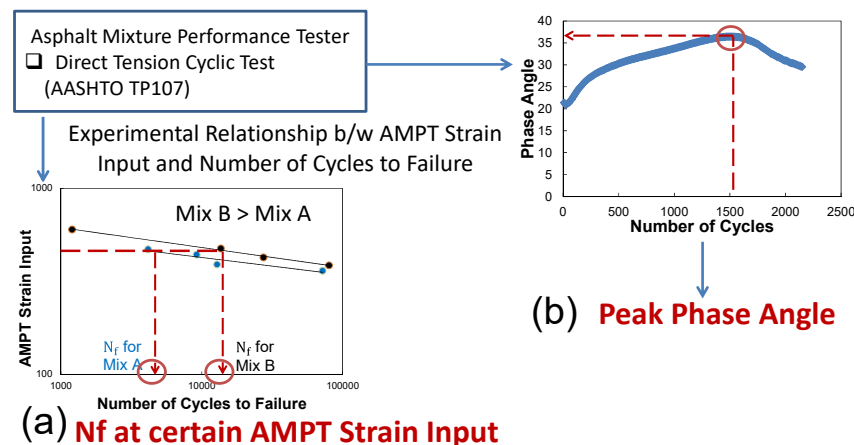 Asphalt Mixture Performance Tester
❑ Direct Tension Cyclic Test
(AASHTO TP107)
Experimental Relationship b/w AMPT Strain
Input and Number of Cycles to Failure
1000
Mix B > Mix A
AMPT Strain Input
Nf for
Mix A
Nf for
Mix B
100
1000
10000
100000
Number of Cycles to Failure
(a) Nf at certain AMPT Strain Input
40
35
30
25
20
15
10
5
0
Phase Angle
0
500
1000
1500
2000
2500
Number of Cycles
(b) Peak Phase Angle